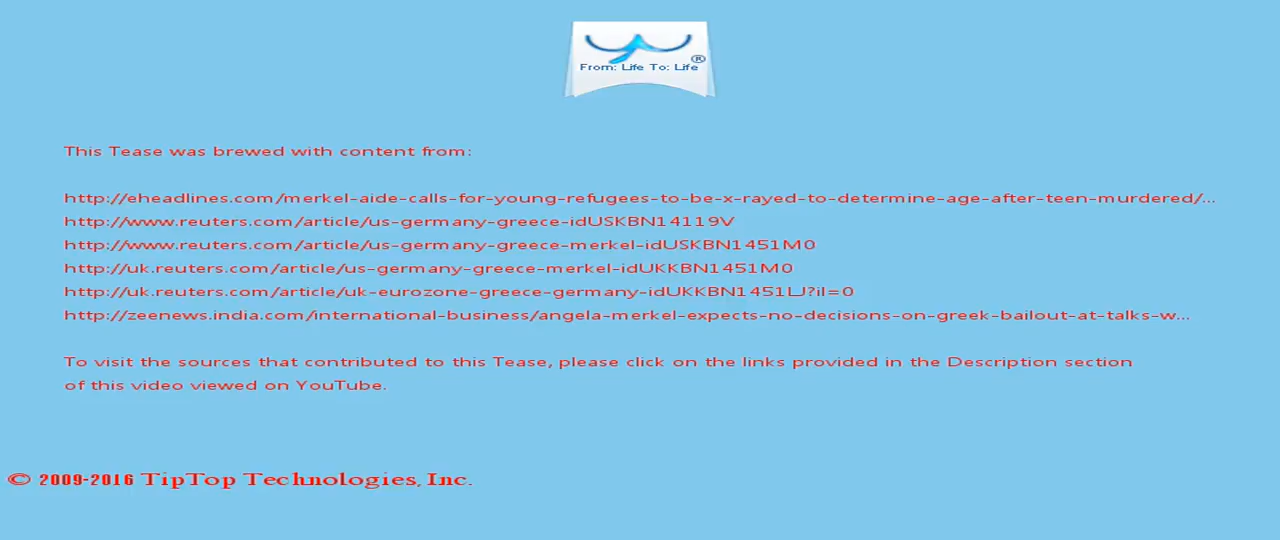 From: Life To: Life®
This Tease was brewed with content from:
http://eheadlines.com/merkel-aide-calls-for-young-refugees-to-be-x-rayed-to-determine-age-after-teen-murdered/...
http://www.reuters.com/article/us-germany-greece-idUSKBN14119V
http://www.reuters.com/article/us-germany-greece-merkel-idUSKBN1451M0
http://uk.reuters.com/article/us-germany-greece-merkel-idUKKBN1451M0
http://uk.reuters.com/article/uk-eurozone-greece-germany-idUKKBN1451LJ?il=0
http://zeenews.india.com/international-business/angela-merkel-expects-no-decisions-on-greek-bailout-at-talks-w...
To visit the sources that contributed to this Tease, please click on the links provided in the Description section
of this video viewed on YouTube.
© 2009-2016 TipTop Technologies, Inc.